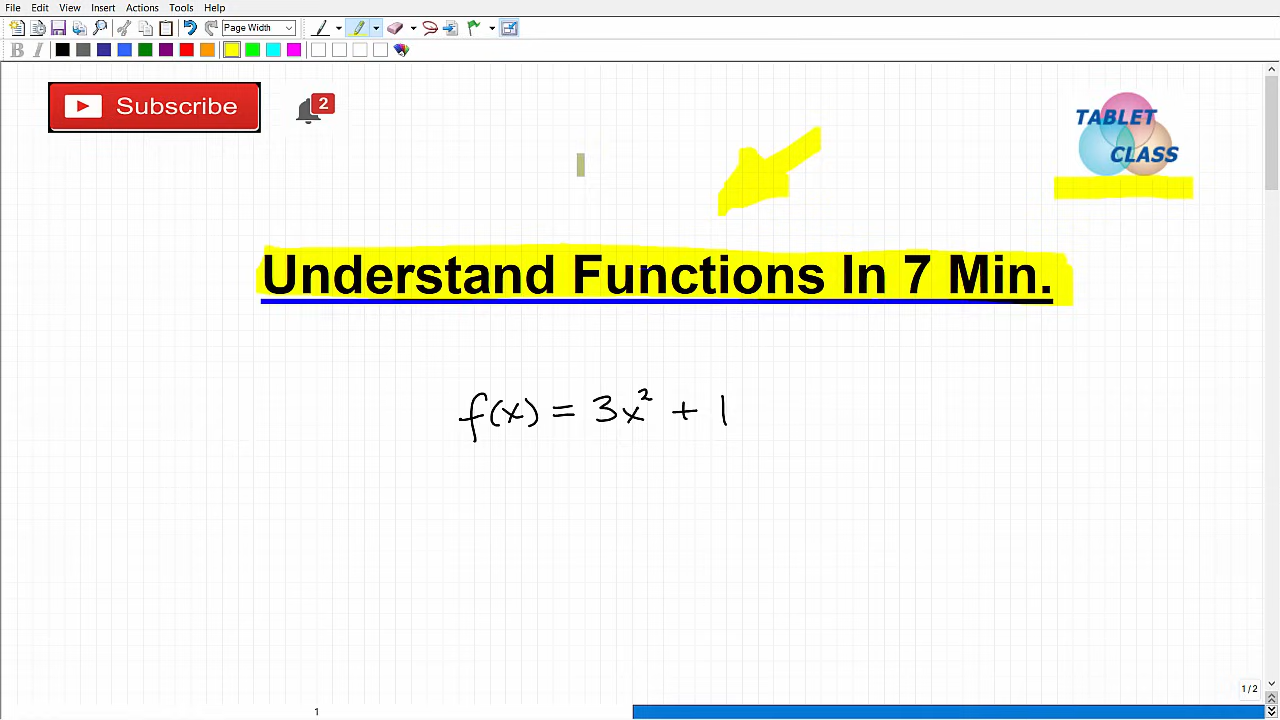 File Edit View Insert Actions Tools Help
Page Width
B I
Subscribe
2
TABLET
CLASS
Understand Functions In 7 Min.
f(x) = 3x² + 1
1/2
1